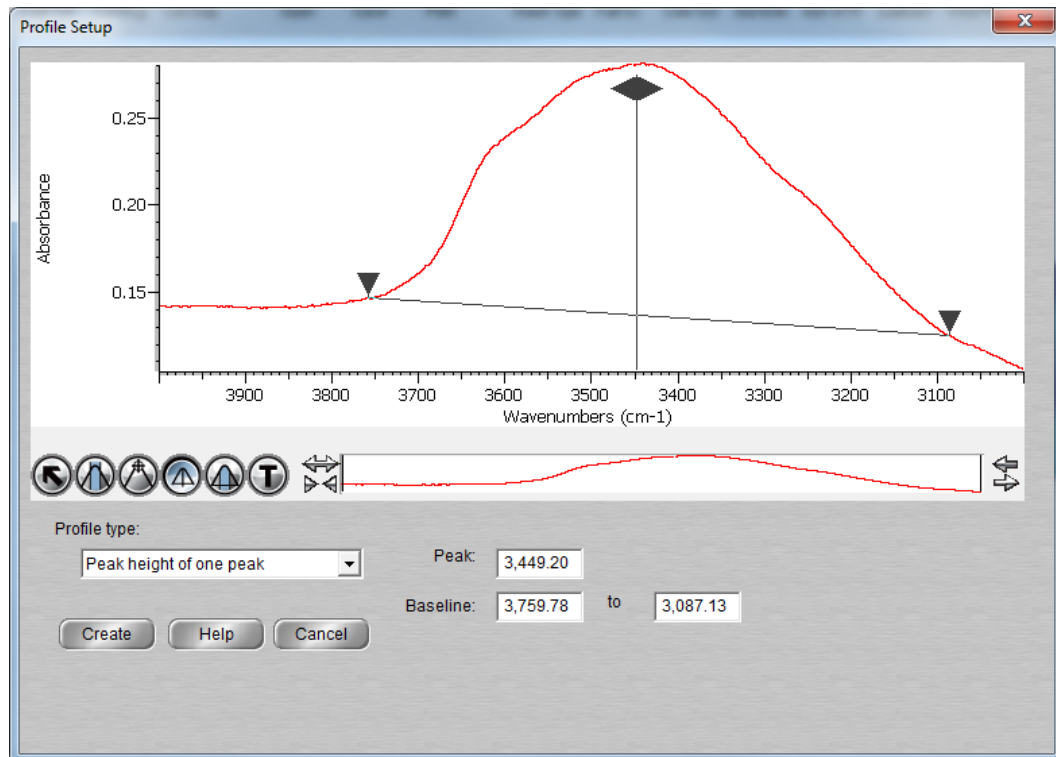 Profile Setup
x
0.25
0.20
0.15
Absorbance
3900 3800 3700 3600 3500 3400 3300 3200 3100
Wavenumbers (cm-1)
T
Profile type:
Peak height of one peak
Peak: 3,449.20
Baseline: 3,759.78 to 3,087.13
Create Help Cancel